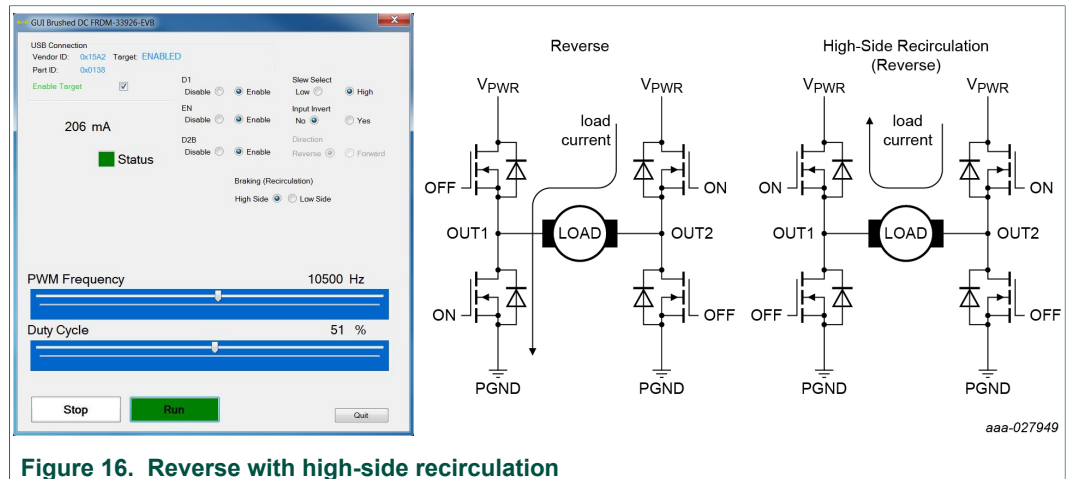 GUI Brushed DC FRDM-33926-EVB
USB Connection
Vendor ID: 0x15A2 Target: ENABLED
Part ID: 0x0138
Enable Target
206 mA
Status
D1
Disable Enable
EN
Disable Enable
D2B
Disable Enable
Slew Select
Low High
Input Invert
No Yes
Direction
Reverse Forward
Braking (Recirculation)
High Side Low Side
PWM Frequency 10500 Hz
Duty Cycle 51 %
Stop Run Quit
Reverse
VPWR VPWR
load
current
OFF ON
OUT1 LOAD OUT2
ON OFF
PGND PGND
High-Side Recirculation
(Reverse)
VPWR VPWR
load
current
ON ON
OUT1 LOAD OUT2
OFF OFF
PGND PGND
aaa-027949
Figure 16. Reverse with high-side recirculation